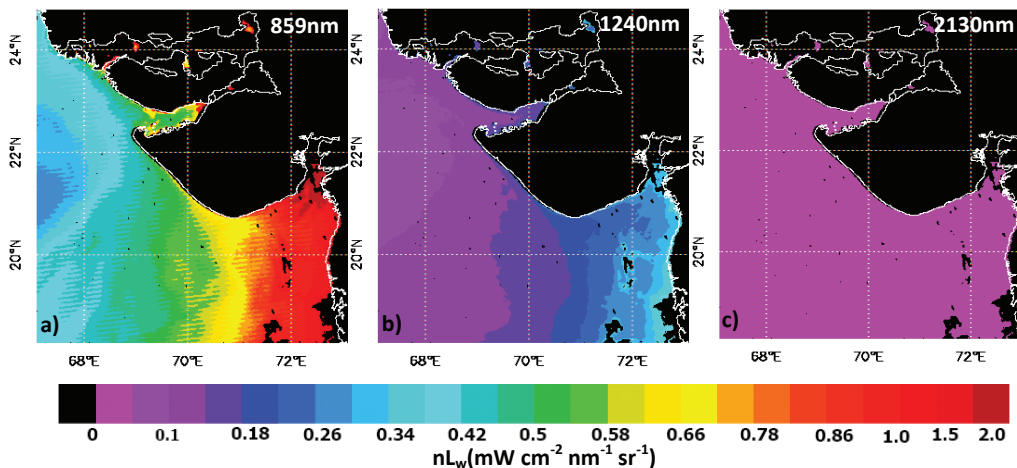 859nm 1240nm 2130nm
24°N 24°N 24°N
22°N 22°N 22°N
20°N 20°N 20°N
a) b) c)
68°E 70°E 72°E 68°E 70°E 72°E 68°E 70°E 72°E
0 0.1 0.18 0.26 0.34 0.42 0.5 0.58 0.66 0.78 0.86 1.0 1.5 2.0
nLw(mW cm-2 nm-1 sr-1)